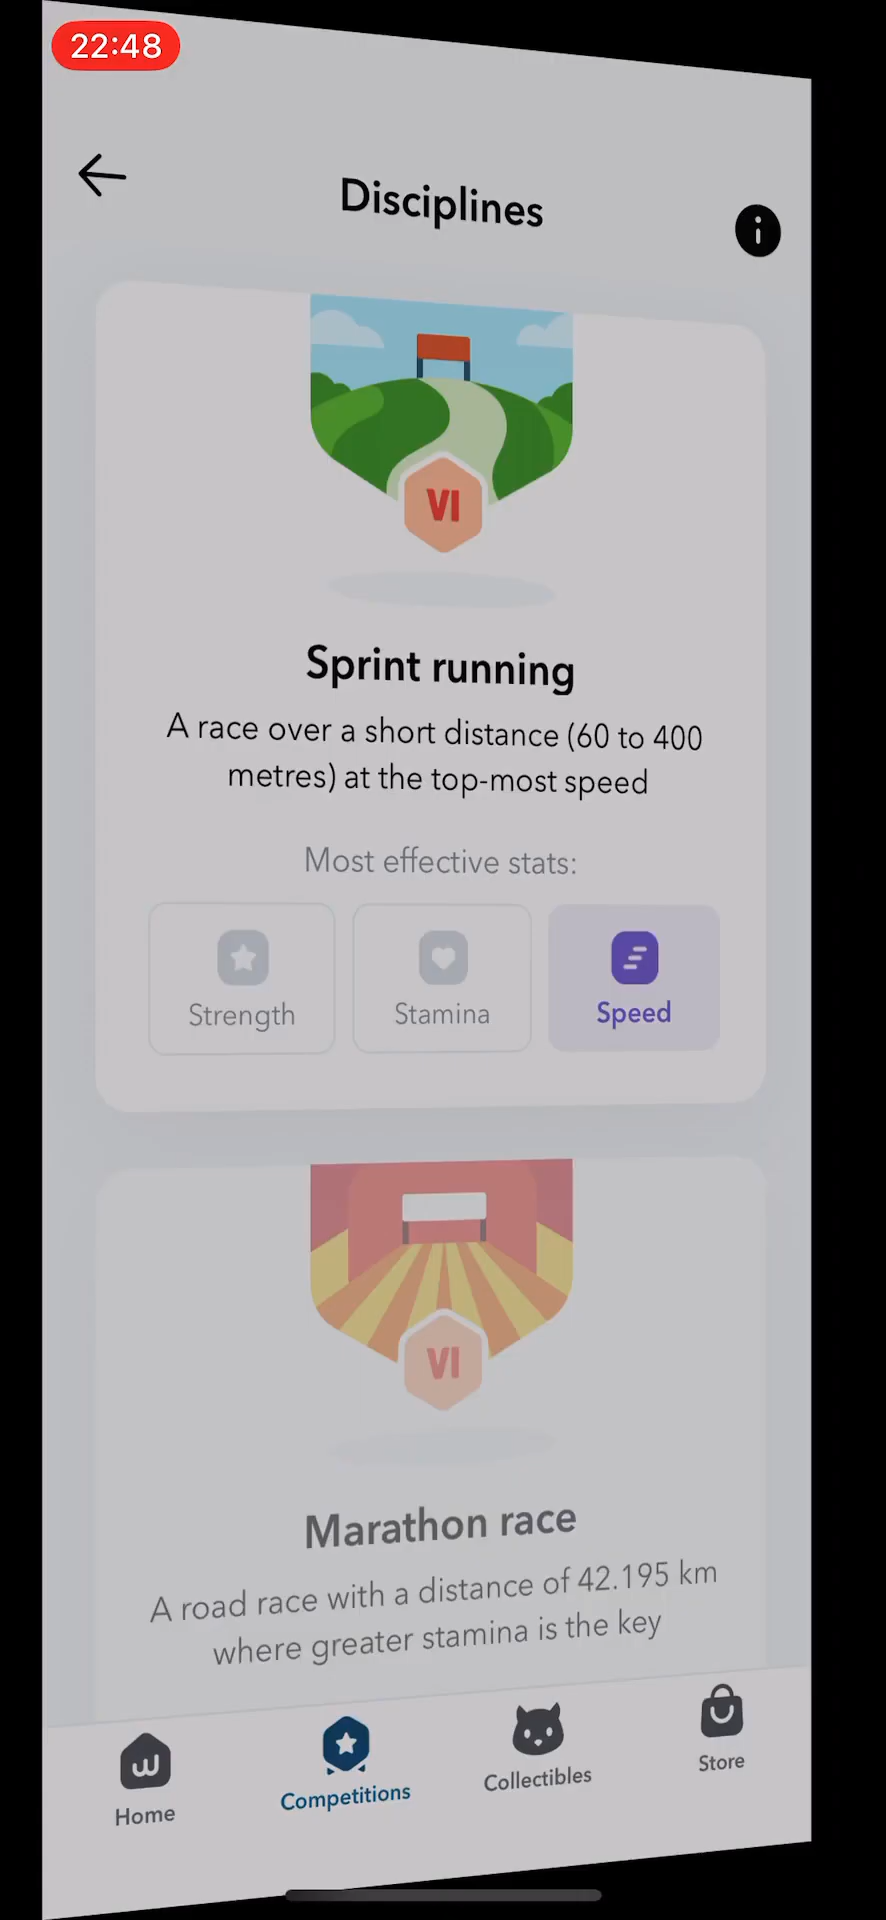 22:48
Disciplines
VI
Sprint running
A race over a short distance (60 to 400
metres) at the top-most speed
Most effective stats:
Strength
Stamina
Speed
VI
Marathon race
A road race with a distance of 42.195 km
where greater stamina is the key
Home
Competitions
Collectibles
Store